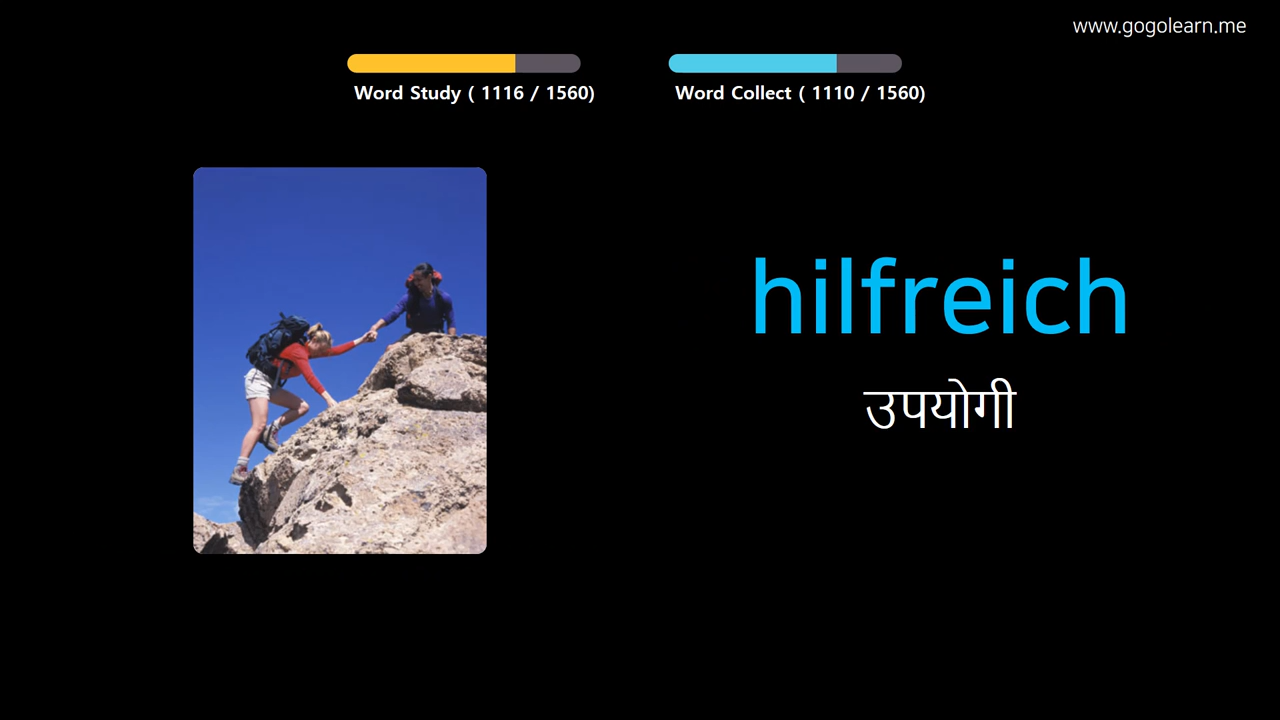 www.gogolearn.me
Word Study ( 1116 / 1560)
Word Collect ( 1110 / 1560)
hilfreich
उपयोगी